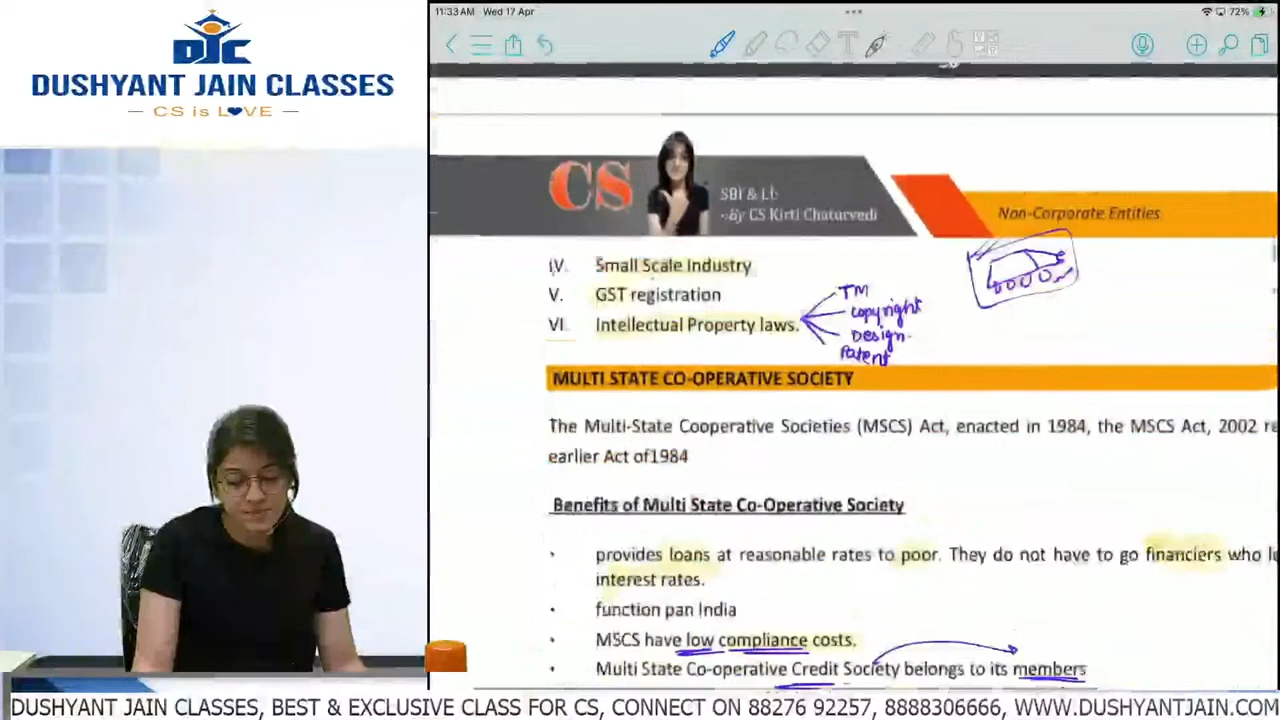 DJC
DUSHYANT JAIN CLASSES
— CS is LOVE —
11:33 AM Wed 17 Apr
72%
CS
SBI & LL
-By CS Kirti Chaturvedi
Non-Corporate Entities
IV. Small Scale Industry
V. GST registration
VI. Intellectual Property laws.
TM
copyright
Design.
Patent
MULTI STATE CO-OPERATIVE SOCIETY
The Multi-State Cooperative Societies (MSCS) Act, enacted in 1984, the MSCS Act, 2002 re
earlier Act of1984
Benefits of Multi State Co-Operative Society
· provides loans at reasonable rates to poor. They do not have to go financiers who
interest rates.
· function pan India
· MSCS have low compliance costs.
· Multi State Co-operative Credit Society belongs to its members
DUSHYANT JAIN CLASSES, BEST & EXCLUSIVE CLASS FOR CS, CONNECT ON 88276 92257, 8888306666, WWW.DUSHYANTJAIN.COM